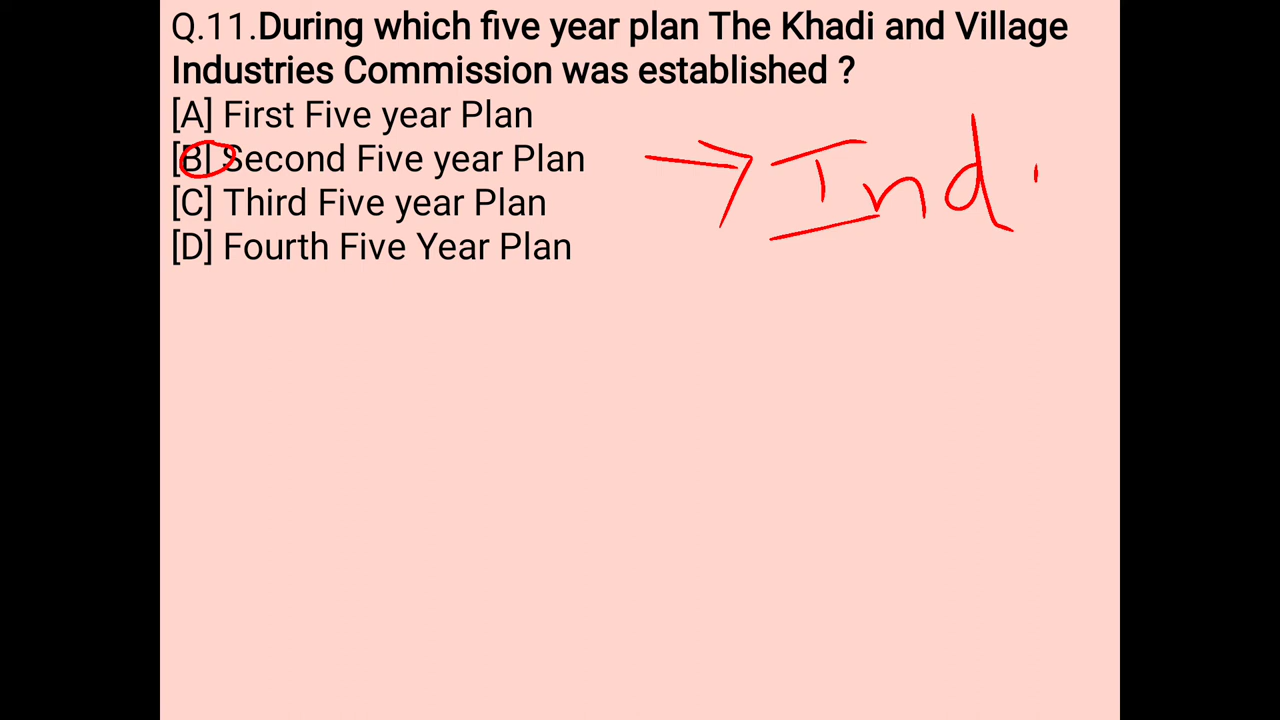 Q.11.During which five year plan The Khadi and Village
Industries Commission was established ?
[A] First Five year Plan
[B] Second Five year Plan
[C] Third Five year Plan
[D] Fourth Five Year Plan
Ind